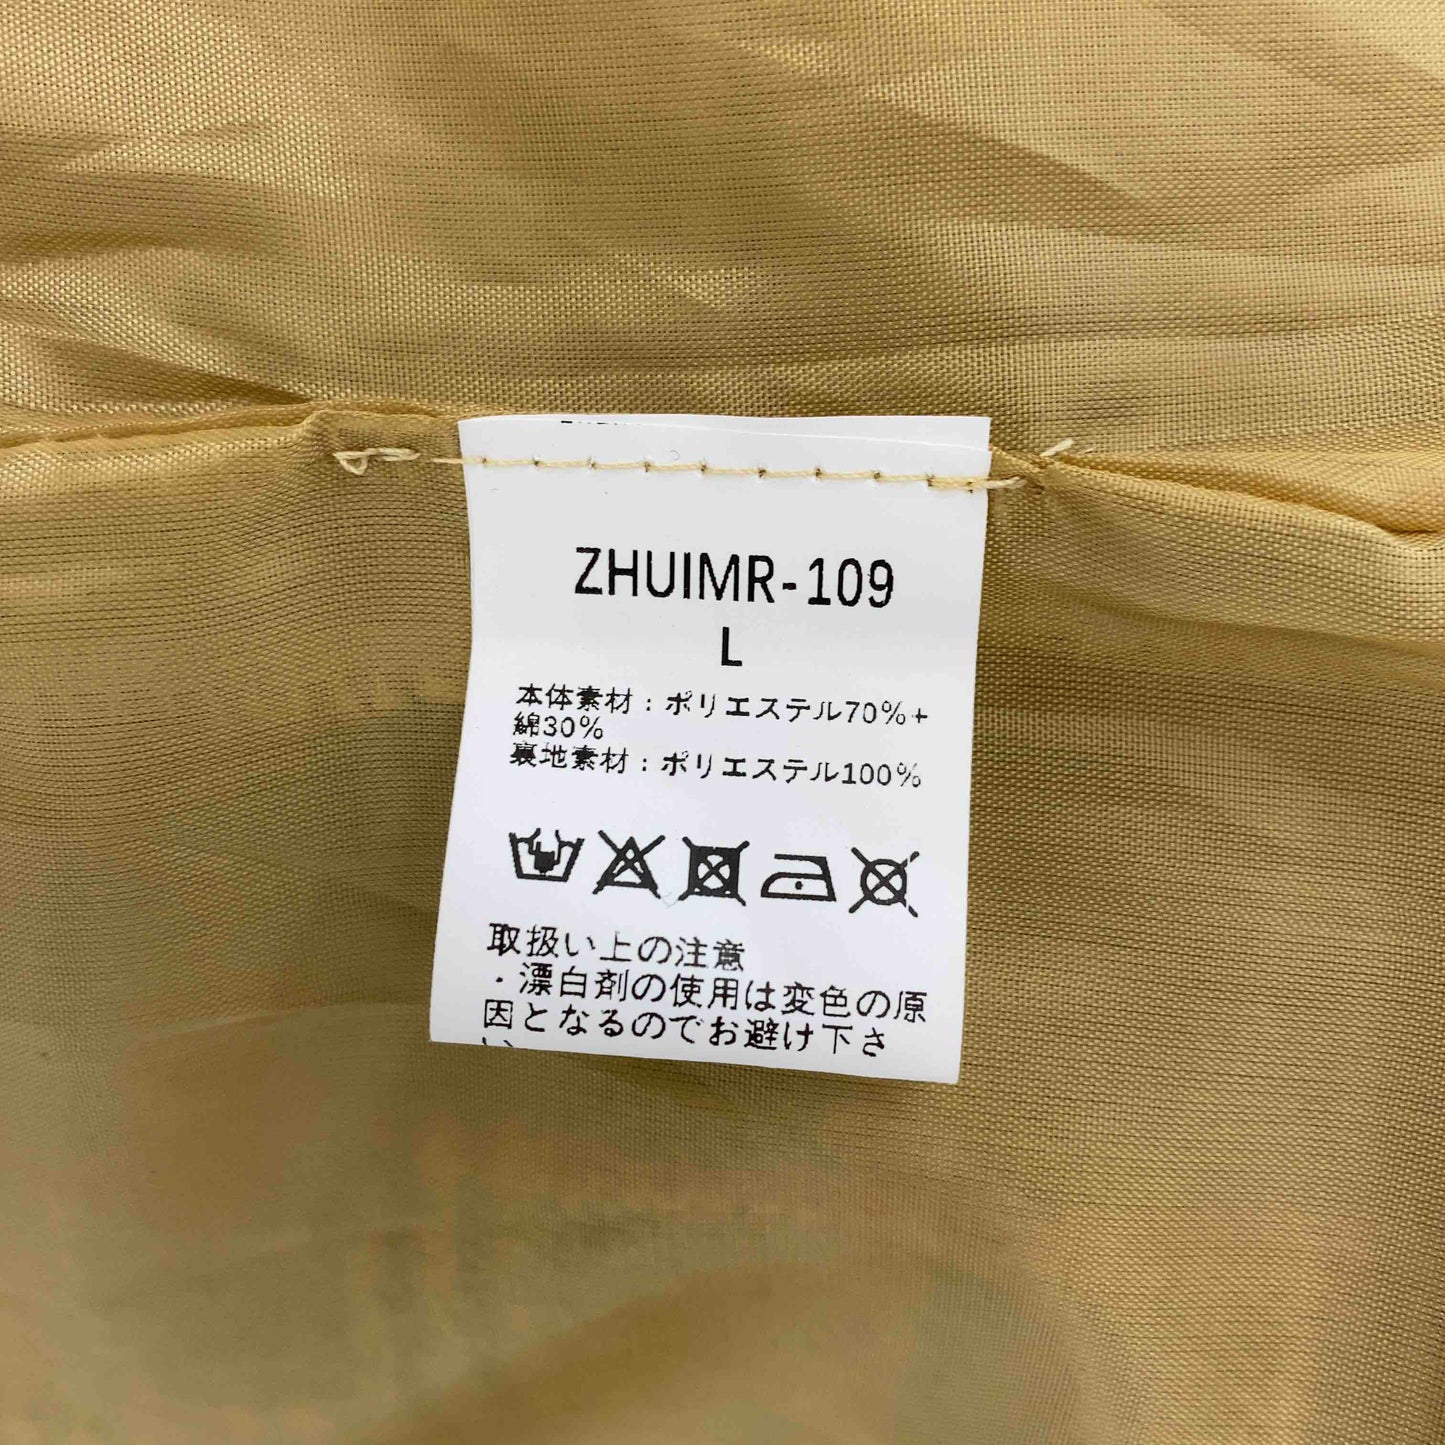 ZHUIMR-109
L
本体素材：ポリエステル70%+
綿30%
裏地素材：ポリエステル100%
取扱い上の注意
・漂白剤の使用は変色の原
因となるのでお避け下さ